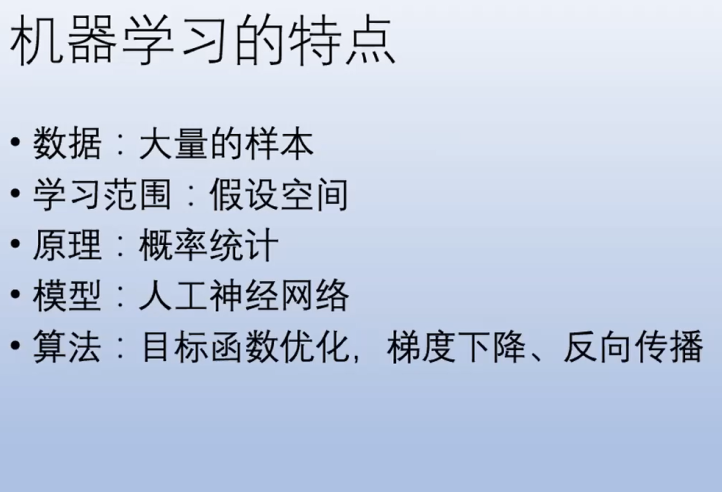 机器学习的特点
• 数据：大量的样本
• 学习范围：假设空间
• 原理：概率统计
• 模型：人工神经网络
• 算法：目标函数优化，梯度下降、反向传播